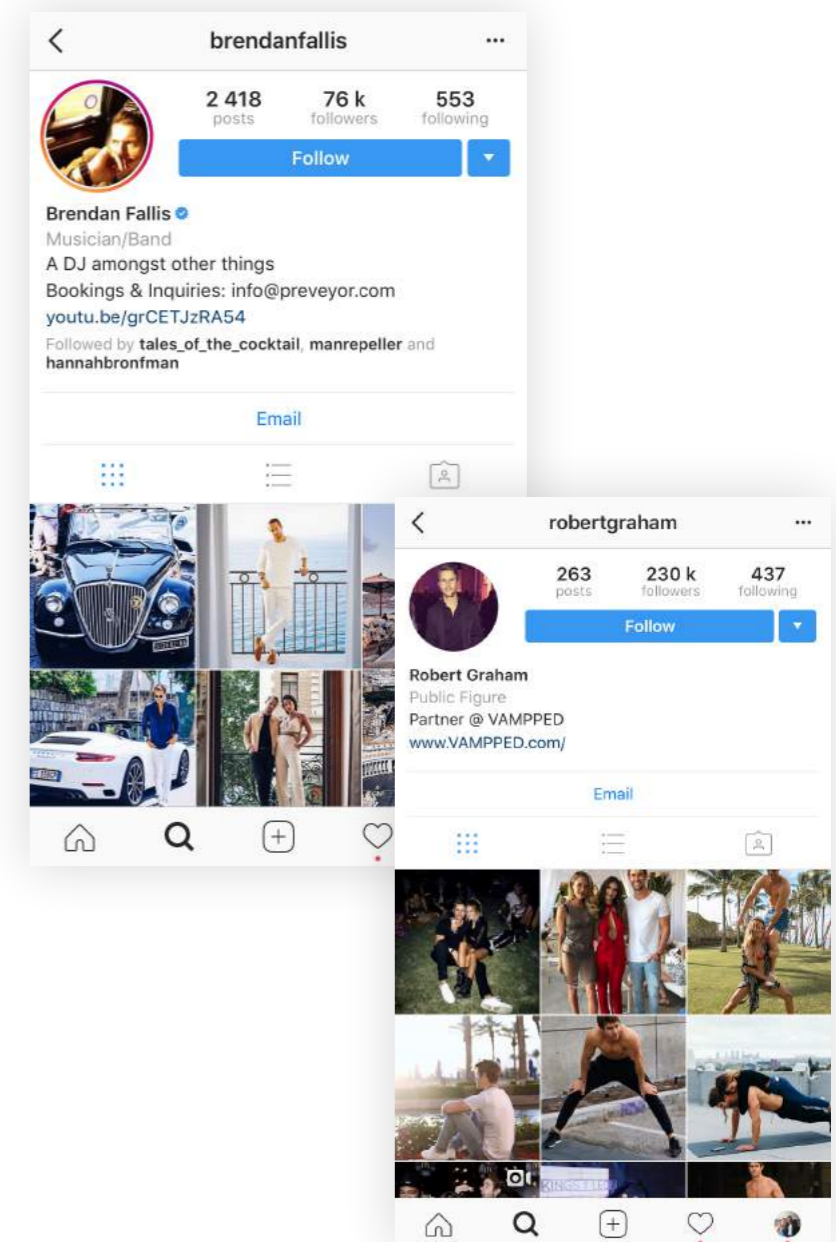 brendanfallis
2 418 76 k 553
posts followers following
Follow
Brendan Fallis
Musician/Band
A DJ amongst other things
Bookings & Inquiries: info@preveyor.com
youtu.be/grCETJzRA54
Followed by tales_of_the_cocktail, manrepeller and
hannahbronfman
Email
robertgraham
263 230 k 437
posts followers following
Follow
Robert Graham
Public Figure
Partner @ VAMPPED
www.VAMPPED.com/
Email